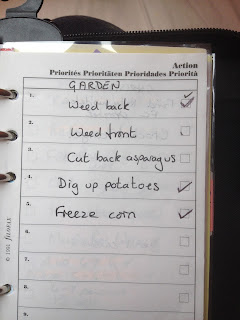 Action
Priorités Prioritäten Prioridades Priorità
GARDEN
1. Weed back
2. Weed front
3. Cut back asparagus
4. Dig up potatoes
5. Freeze corn
6.
7.
8.
9.